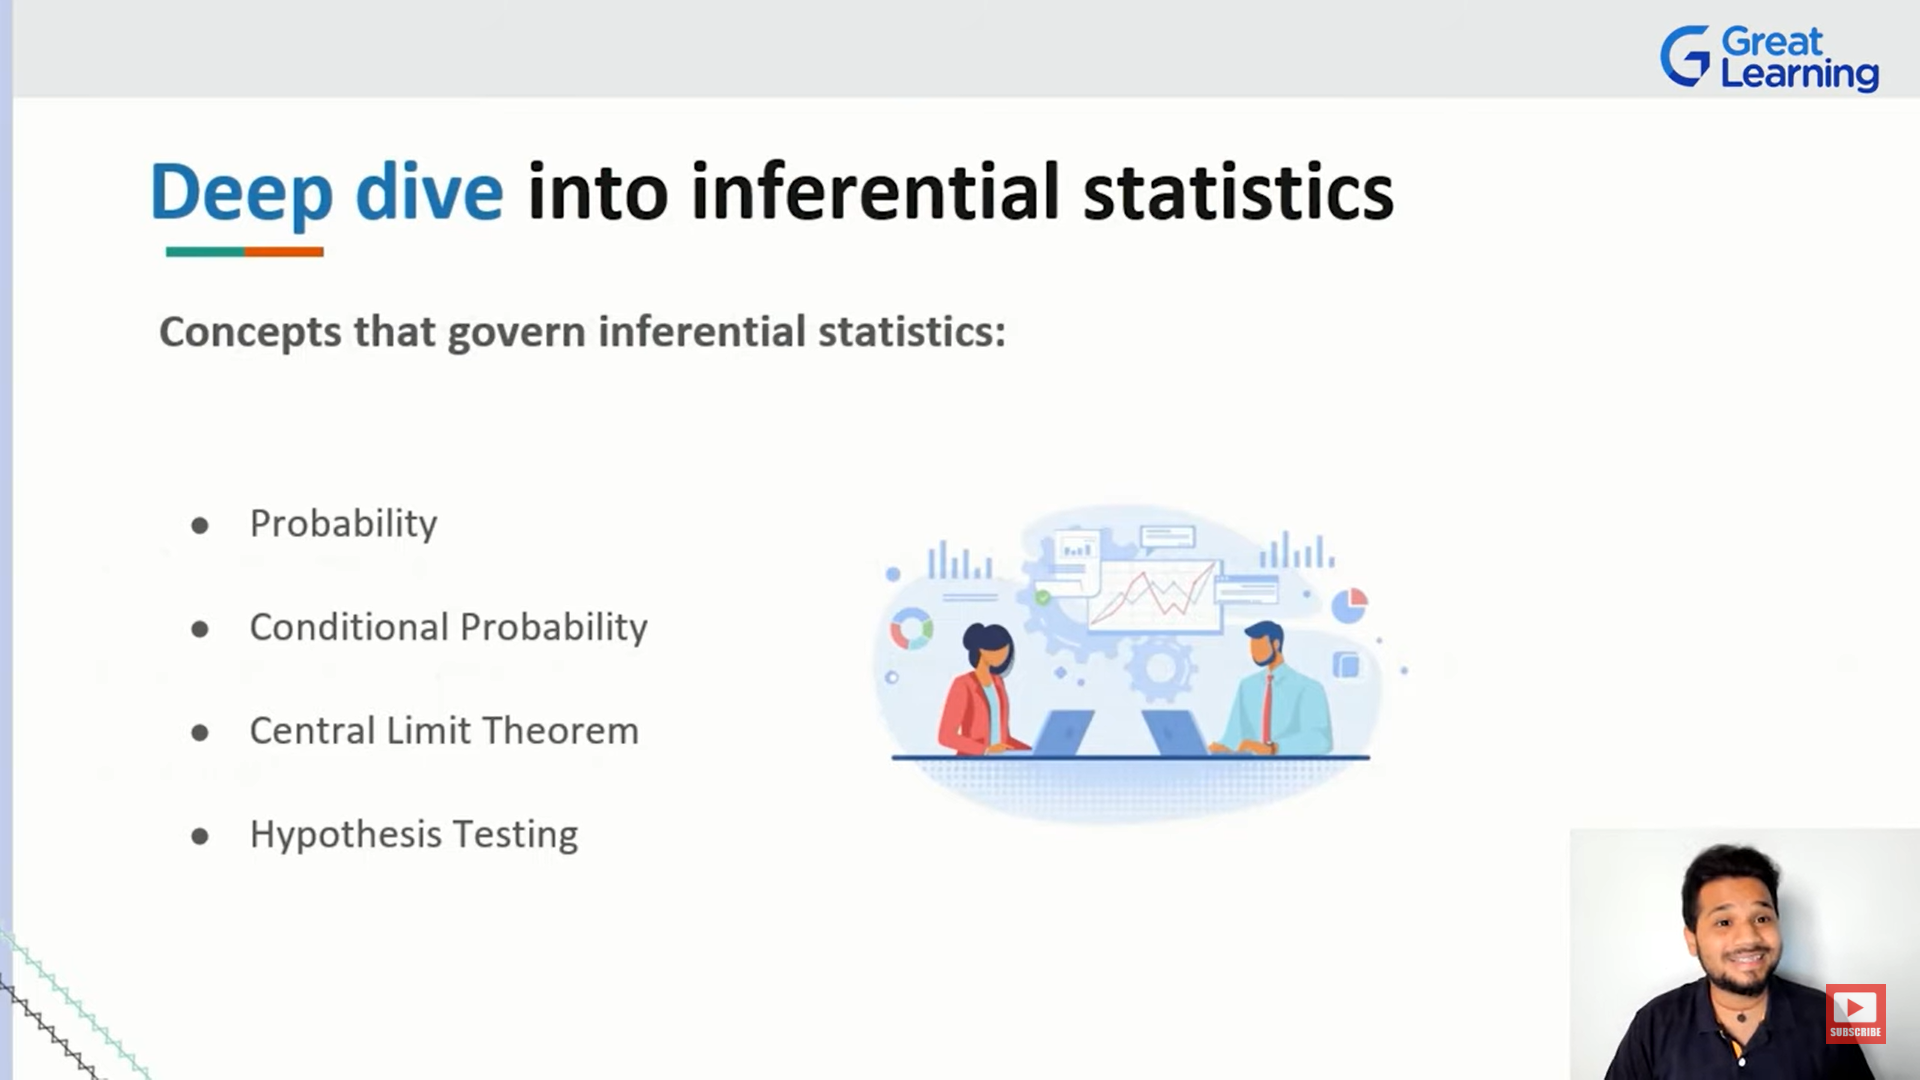 Great
Learning
Deep dive into inferential statistics
Concepts that govern inferential statistics:
● Probability
● Conditional Probability
● Central Limit Theorem
● Hypothesis Testing
SUBSCRIBE